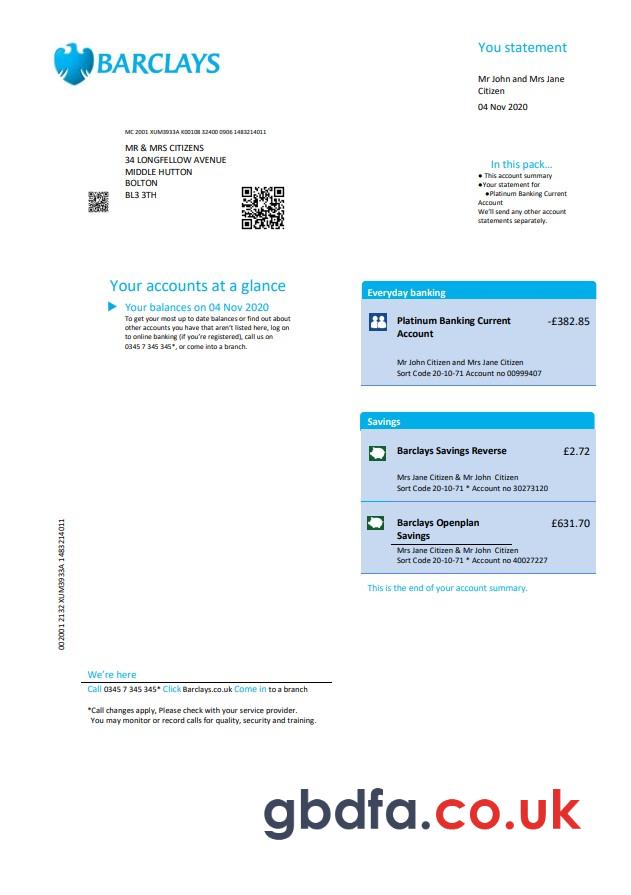 BARCLAYS
You statement
Mr John and Mrs Jane
Citizen
04 Nov 2020
MC 2001 XUM3933A K00108 32400 0906 1483214011
MR & MRS CITIZENS
34 LONGFELLOW AVENUE
MIDDLE HUTTON
BOLTON
BL3 3TH
In this pack...
● This account summary
●Your statement for
●Platinum Banking Current
Account
We'll send any other account
statements separately.
Your accounts at a glance
Your balances on 04 Nov 2020
To get your most up to date balances or find out about
other accounts you have that aren't listed here, log on
to online banking (if you're registered), call us on
0345 7 345 345*, or come into a branch.
Everyday banking
Platinum Banking Current -£382.85
Account
Mr John Citizen and Mrs Jane Citizen
Sort Code 20-10-71 Account no 00999407
Savings
Barclays Savings Reverse £2.72
Mrs Jane Citizen & Mr John Citizen
Sort Code 20-10-71 * Account no 30273120
Barclays Openplan £631.70
Savings
Mrs Jane Citizen & Mr John Citizen
Sort Code 20-10-71 * Account no 40027227
This is the end of your account summary.
002001 2132 XUM3933A 1483214011
We're here
Call 0345 7 345 345* Click Barclays.co.uk Come in to a branch
*Call changes apply, Please check with your service provider.
You may monitor or record calls for quality, security and training.
gbdfa.co.uk